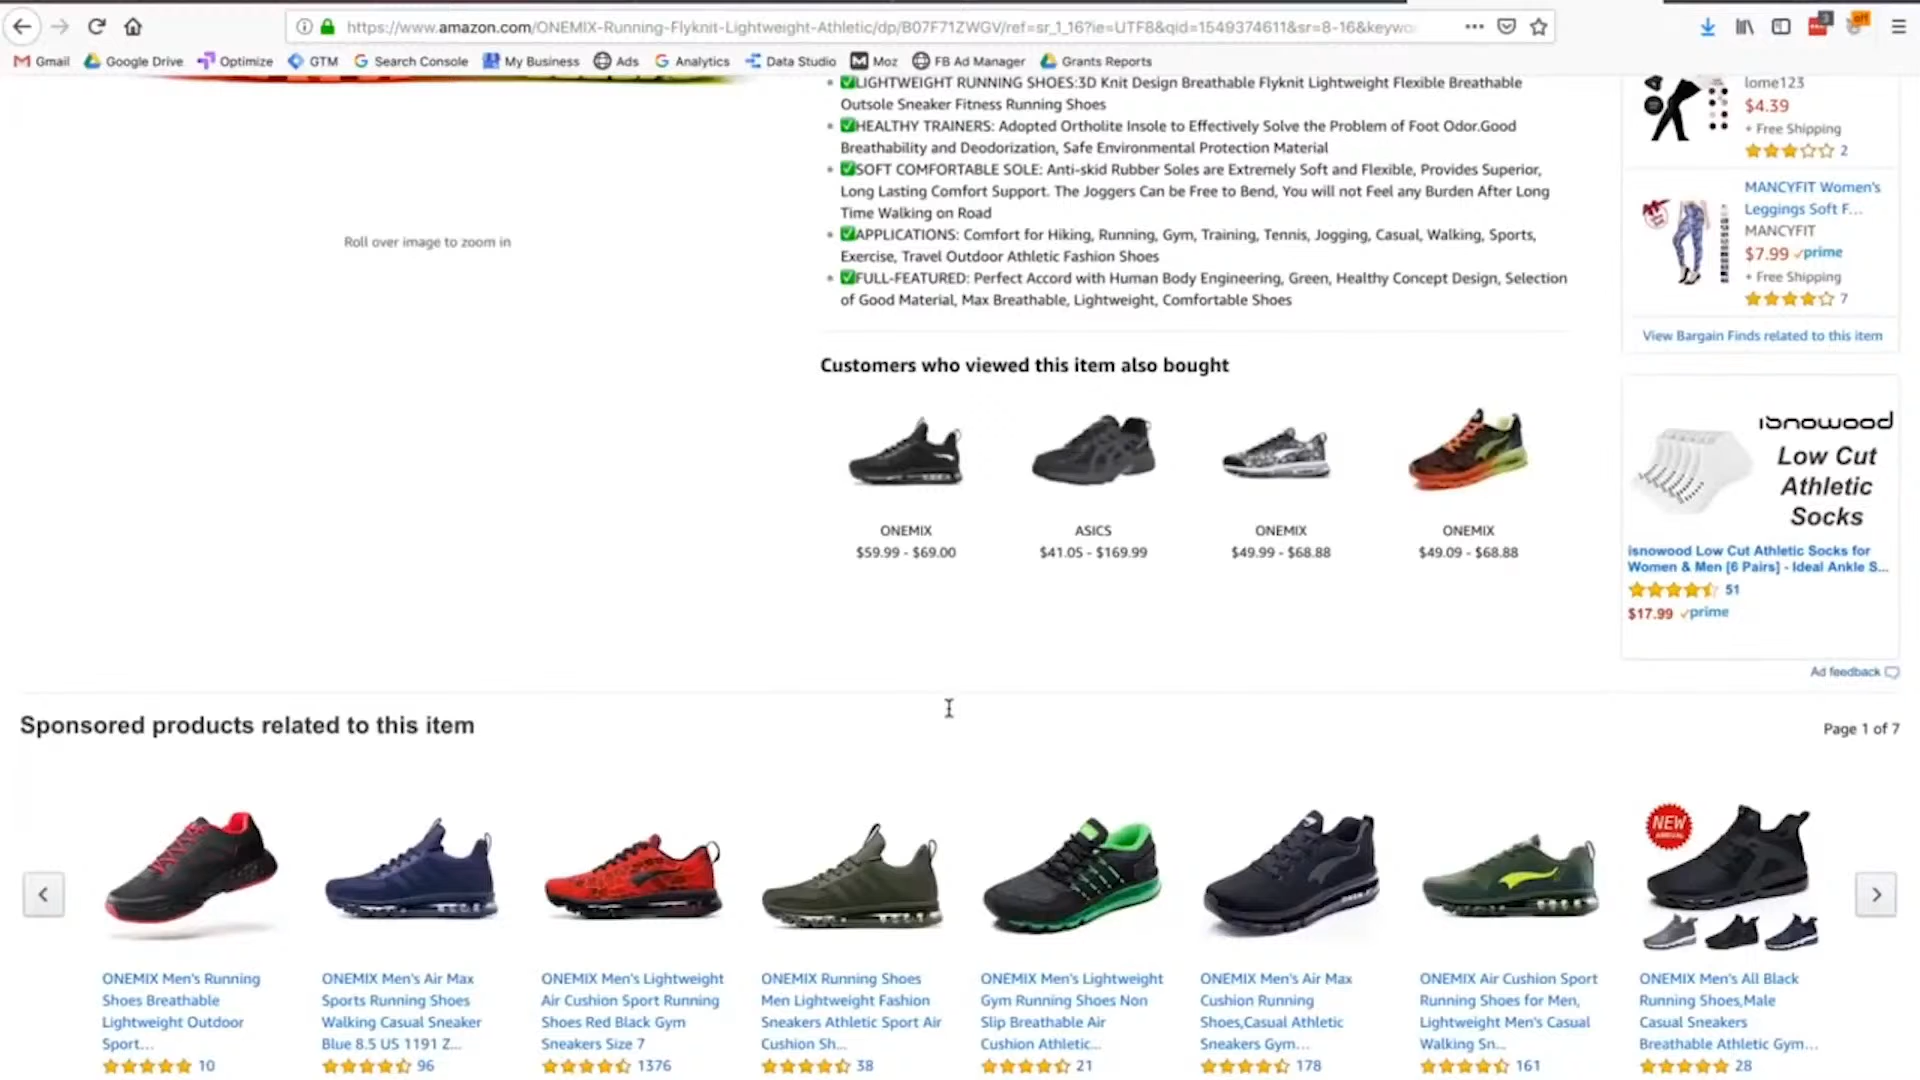 off
3
https://www.amazon.com/ONEMIX-Running-Flyknit-Lightweight-Athletic/dp/B07F71ZWGV/ref=sr_1_16?ie=UTF8&qid=1549374611&sr=8-16&keywo
Gmail Google Drive Optimize GTM Search Console My Business Ads Analytics Data Studio Moz FB Ad Manager Grants Reports
LIGHTWEIGHT RUNNING SHOES:3D Knit Design Breathable Flyknit Lightweight Flexible Breathable
Outsole Sneaker Fitness Running Shoes
HEALTHY TRAINERS: Adopted Ortholite Insole to Effectively Solve the Problem of Foot Odor.Good
Breathability and Deodorization, Safe Environmental Protection Material
SOFT COMFORTABLE SOLE: Anti-skid Rubber Soles are Extremely Soft and Flexible, Provides Superior,
Long Lasting Comfort Support. The Joggers Can be Free to Bend, You will not Feel any Burden After Long
Time Walking on Road
APPLICATIONS: Comfort for Hiking, Running, Gym, Training, Tennis, Jogging, Casual, Walking, Sports,
Exercise, Travel Outdoor Athletic Fashion Shoes
FULL-FEATURED: Perfect Accord with Human Body Engineering, Green, Healthy Concept Design, Selection
of Good Material, Max Breathable, Lightweight, Comfortable Shoes
Roll over image to zoom in
lome123
$4.39
+ Free Shipping
2
MANCYFIT Women's
Leggings Soft F...
MANCYFIT
$7.99 prime
+ Free Shipping
7
View Bargain Finds related to this item
Customers who viewed this item also bought
ONEMIX
$59.99 - $69.00
ASICS
$41.05 - $169.99
ONEMIX
$49.99 - $68.88
ONEMIX
$49.09 - $68.88
isnowood
Low Cut
Athletic
Socks
isnowood Low Cut Athletic Socks for
Women & Men [6 Pairs] - Ideal Ankle S...
51
$17.99 prime
Ad feedback
Sponsored products related to this item
Page 1 of 7
NEW
ARRIVAL
ONEMIX Men's Running
Shoes Breathable
Lightweight Outdoor
Sport...
10
ONEMIX Men's Air Max
Sports Running Shoes
Walking Casual Sneaker
Blue 8.5 US 1191 Z...
96
ONEMIX Men's Lightweight
Air Cushion Sport Running
Shoes Red Black Gym
Sneakers Size 7
1376
ONEMIX Running Shoes
Men Lightweight Fashion
Sneakers Athletic Sport Air
Cushion Sh...
38
ONEMIX Men's Lightweight
Gym Running Shoes Non
Slip Breathable Air
Cushion Athletic...
21
ONEMIX Men's Air Max
Cushion Running
Shoes,Casual Athletic
Sneakers Gym...
178
ONEMIX Air Cushion Sport
Running Shoes for Men,
Lightweight Men's Casual
Walking Sn...
161
ONEMIX Men's All Black
Running Shoes,Male
Casual Sneakers
Breathable Athletic Gym...
28